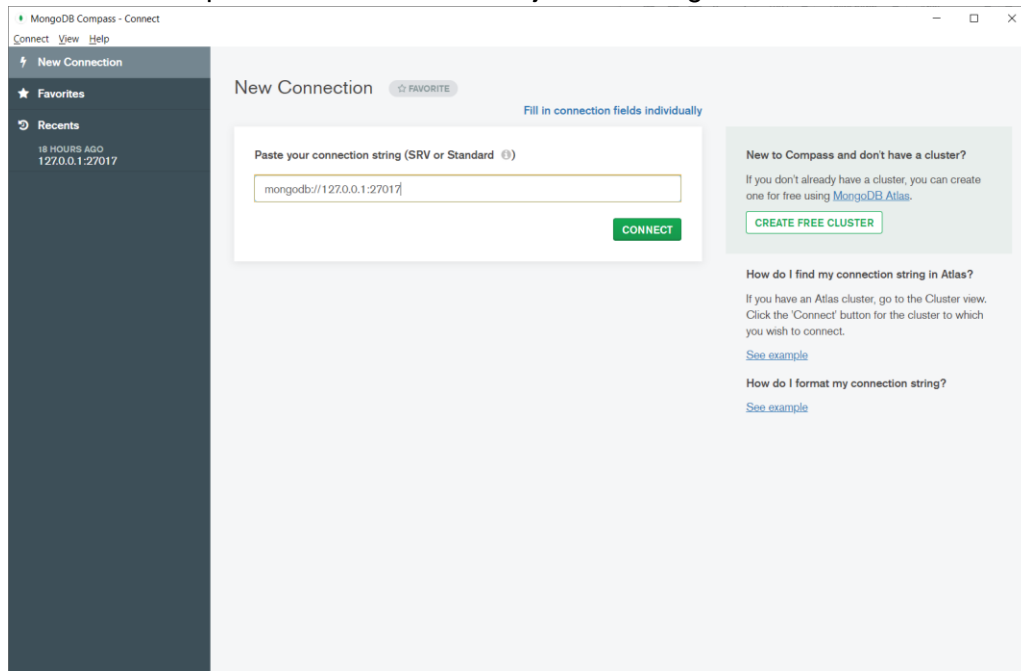 MongoDB Compass - Connect
Connect View Help
New Connection
Favorites
Recents
18 HOURS AGO
127.0.0.1:27017
New Connection
FAVORITE
Fill in connection fields individually
Paste your connection string (SRV or Standard )
mongodb://127.0.0.1:27017
CONNECT
New to Compass and don't have a cluster?
If you don't already have a cluster, you can create
one for free using MongoDB Atlas.
CREATE FREE CLUSTER
How do I find my connection string in Atlas?
If you have an Atlas cluster, go to the Cluster view.
Click the 'Connect' button for the cluster to which
you wish to connect.
See example
How do I format my connection string?
See example